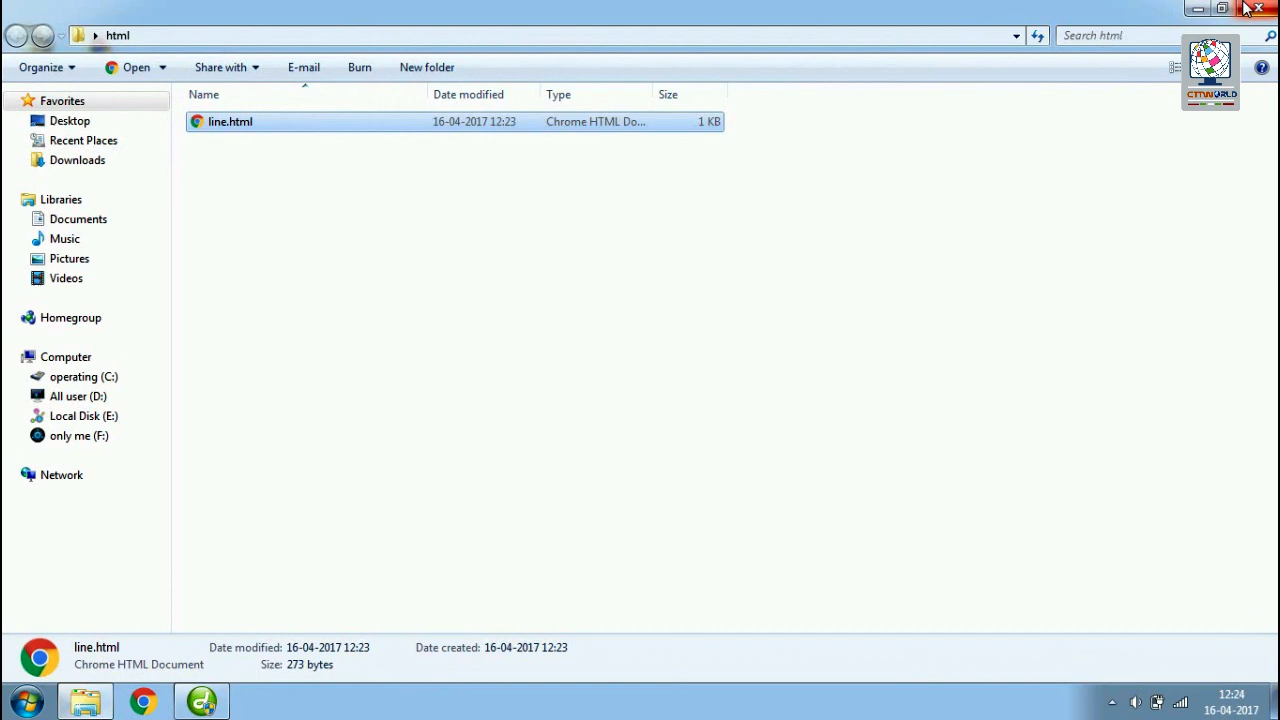 html
Search html
Organize
Open
Share with
E-mail
Burn
New folder
CTTWORLD
Name
Date modified
Type
Size
line.html
16-04-2017 12:23
Chrome HTML Do...
1 KB
Favorites
Desktop
Recent Places
Downloads
Libraries
Documents
Music
Pictures
Videos
Homegroup
Computer
operating (C:)
All user (D:)
Local Disk (E:)
only me (F:)
Network
line.html
Date modified: 16-04-2017 12:23
Date created: 16-04-2017 12:23
Chrome HTML Document
Size: 273 bytes
12:24
16-04-2017